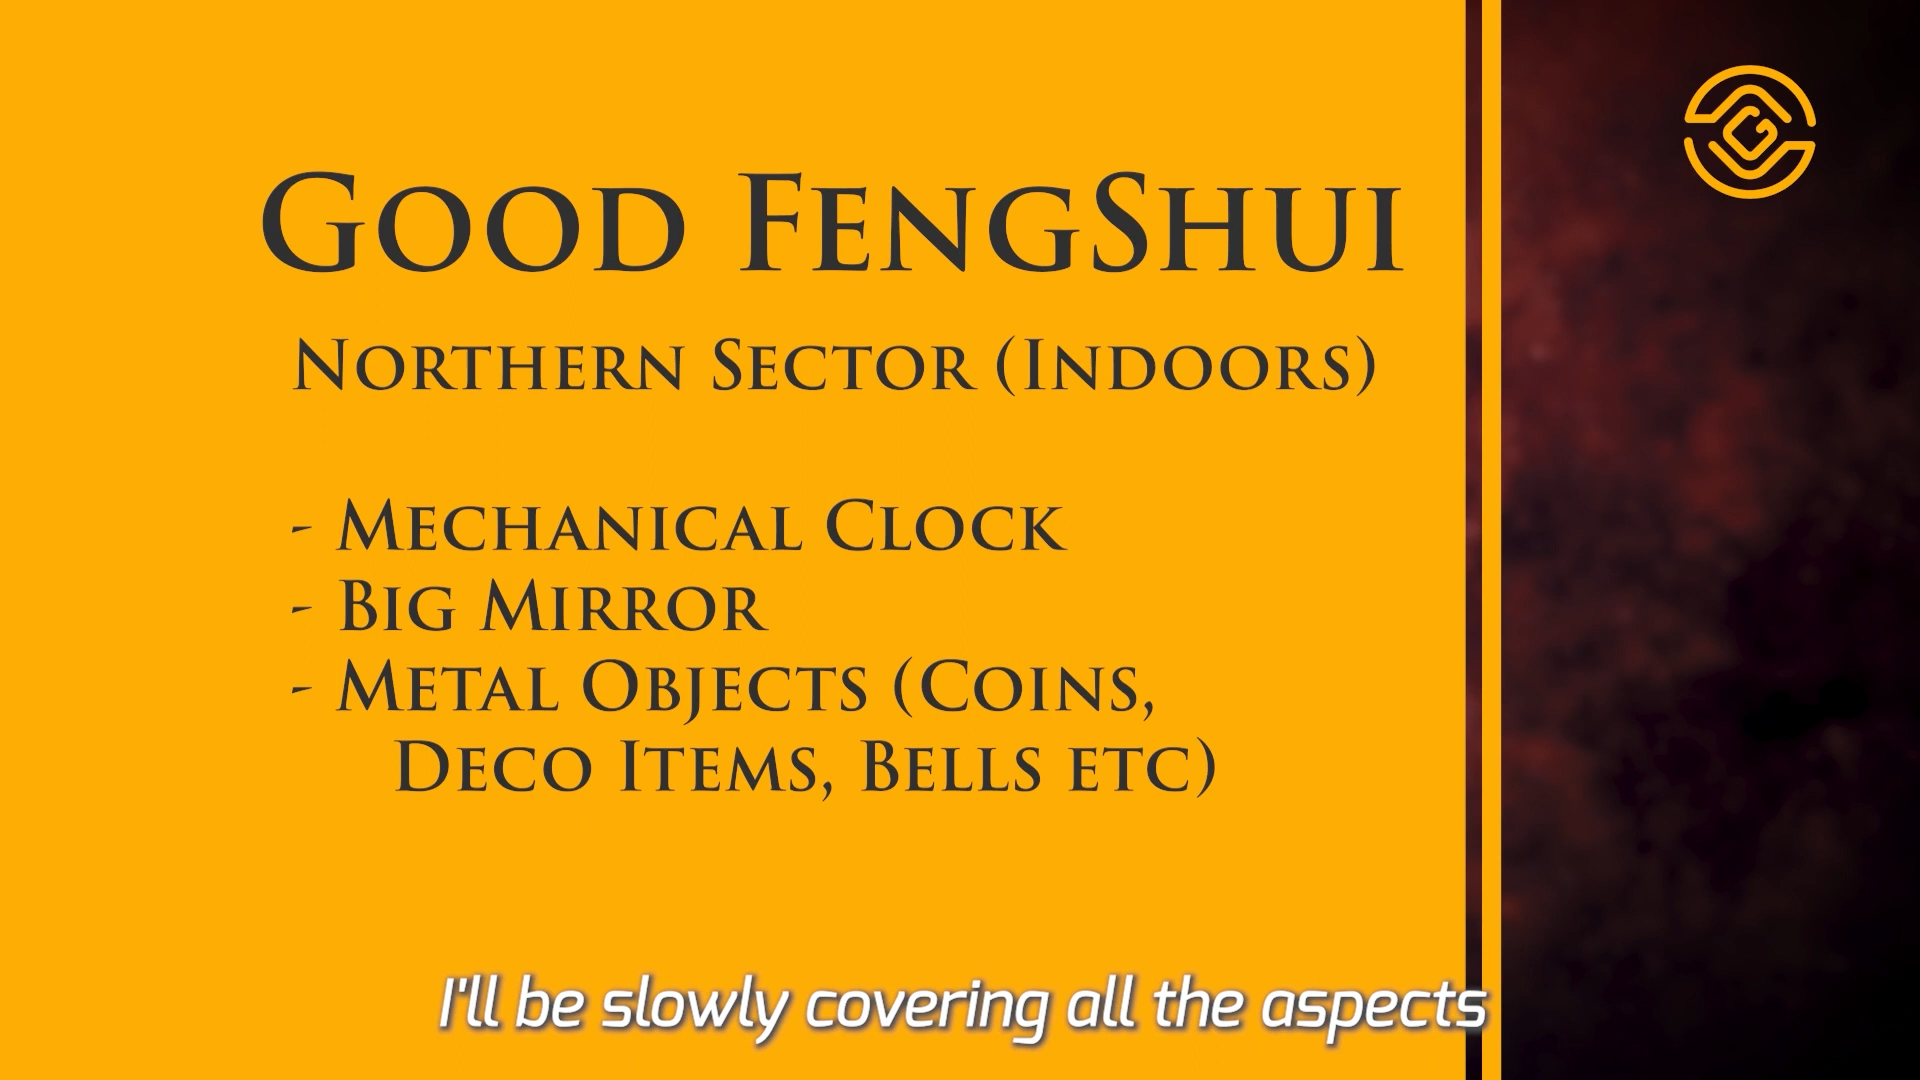 Good FengShui
Northern Sector (Indoors)
- Mechanical Clock
- Big Mirror
- Metal Objects (Coins,
Deco Items, Bells etc)
I'll be slowly covering all the aspects